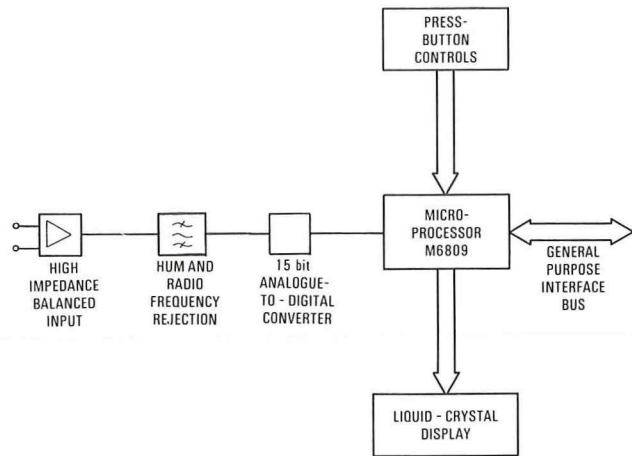 PRESS-
BUTTON
CONTROLS
MICRO-
PROCESSOR
M6809
HIGH
IMPEDANCE
BALANCED
INPUT
HUM AND
RADIO
FREQUENCY
REJECTION
15 bit
ANALOGUE-
TO - DIGITAL
CONVERTER
GENERAL
PURPOSE
INTERFACE
BUS
LIQUID - CRYSTAL
DISPLAY